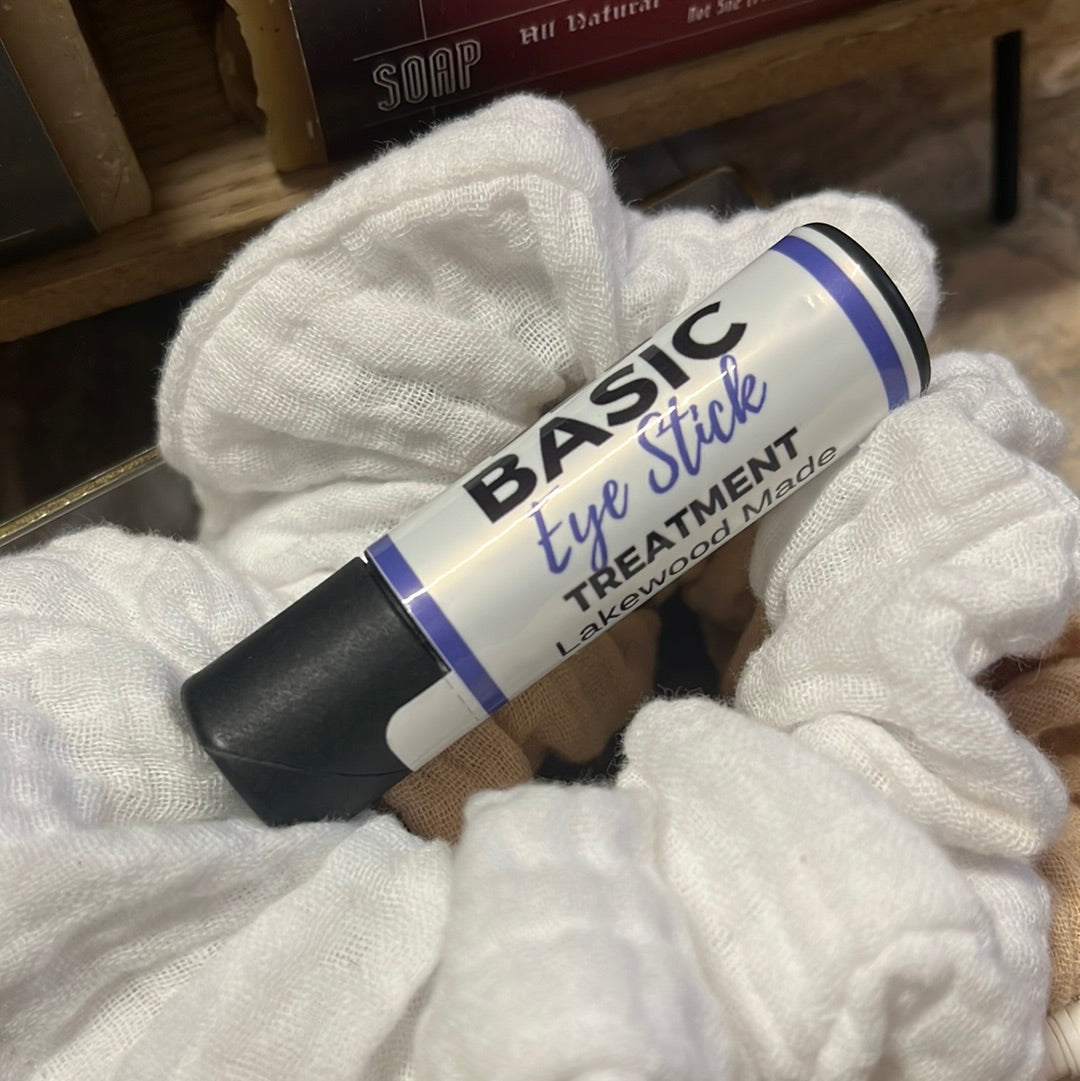 All Natural
SOAP
BASIC
Eye Stick
TREATMENT
Lakewood Made